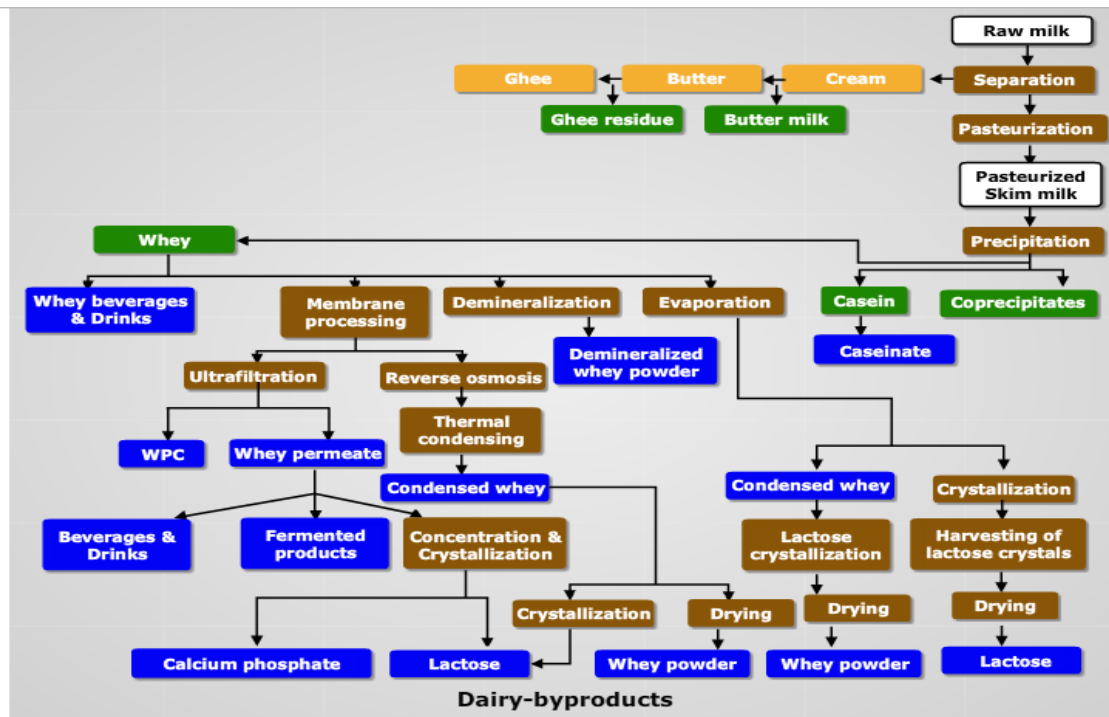 Raw milk
Ghee
Butter
Cream
Separation
Ghee residue
Butter milk
Pasteurization
Pasteurized
Skim milk
Whey
Precipitation
Whey beverages
& Drinks
Membrane
processing
Demineralization
Evaporation
Casein
Coprecipitates
Ultrafiltration
Reverse osmosis
Demineralized
whey powder
Caseinate
Thermal
condensing
WPC
Whey permeate
Condensed whey
Condensed whey
Crystallization
Beverages &
Drinks
Fermented
products
Concentration &
Crystallization
Lactose
crystallization
Harvesting of
lactose crystals
Crystallization
Drying
Drying
Drying
Calcium phosphate
Lactose
Whey powder
Whey powder
Lactose
Dairy-byproducts